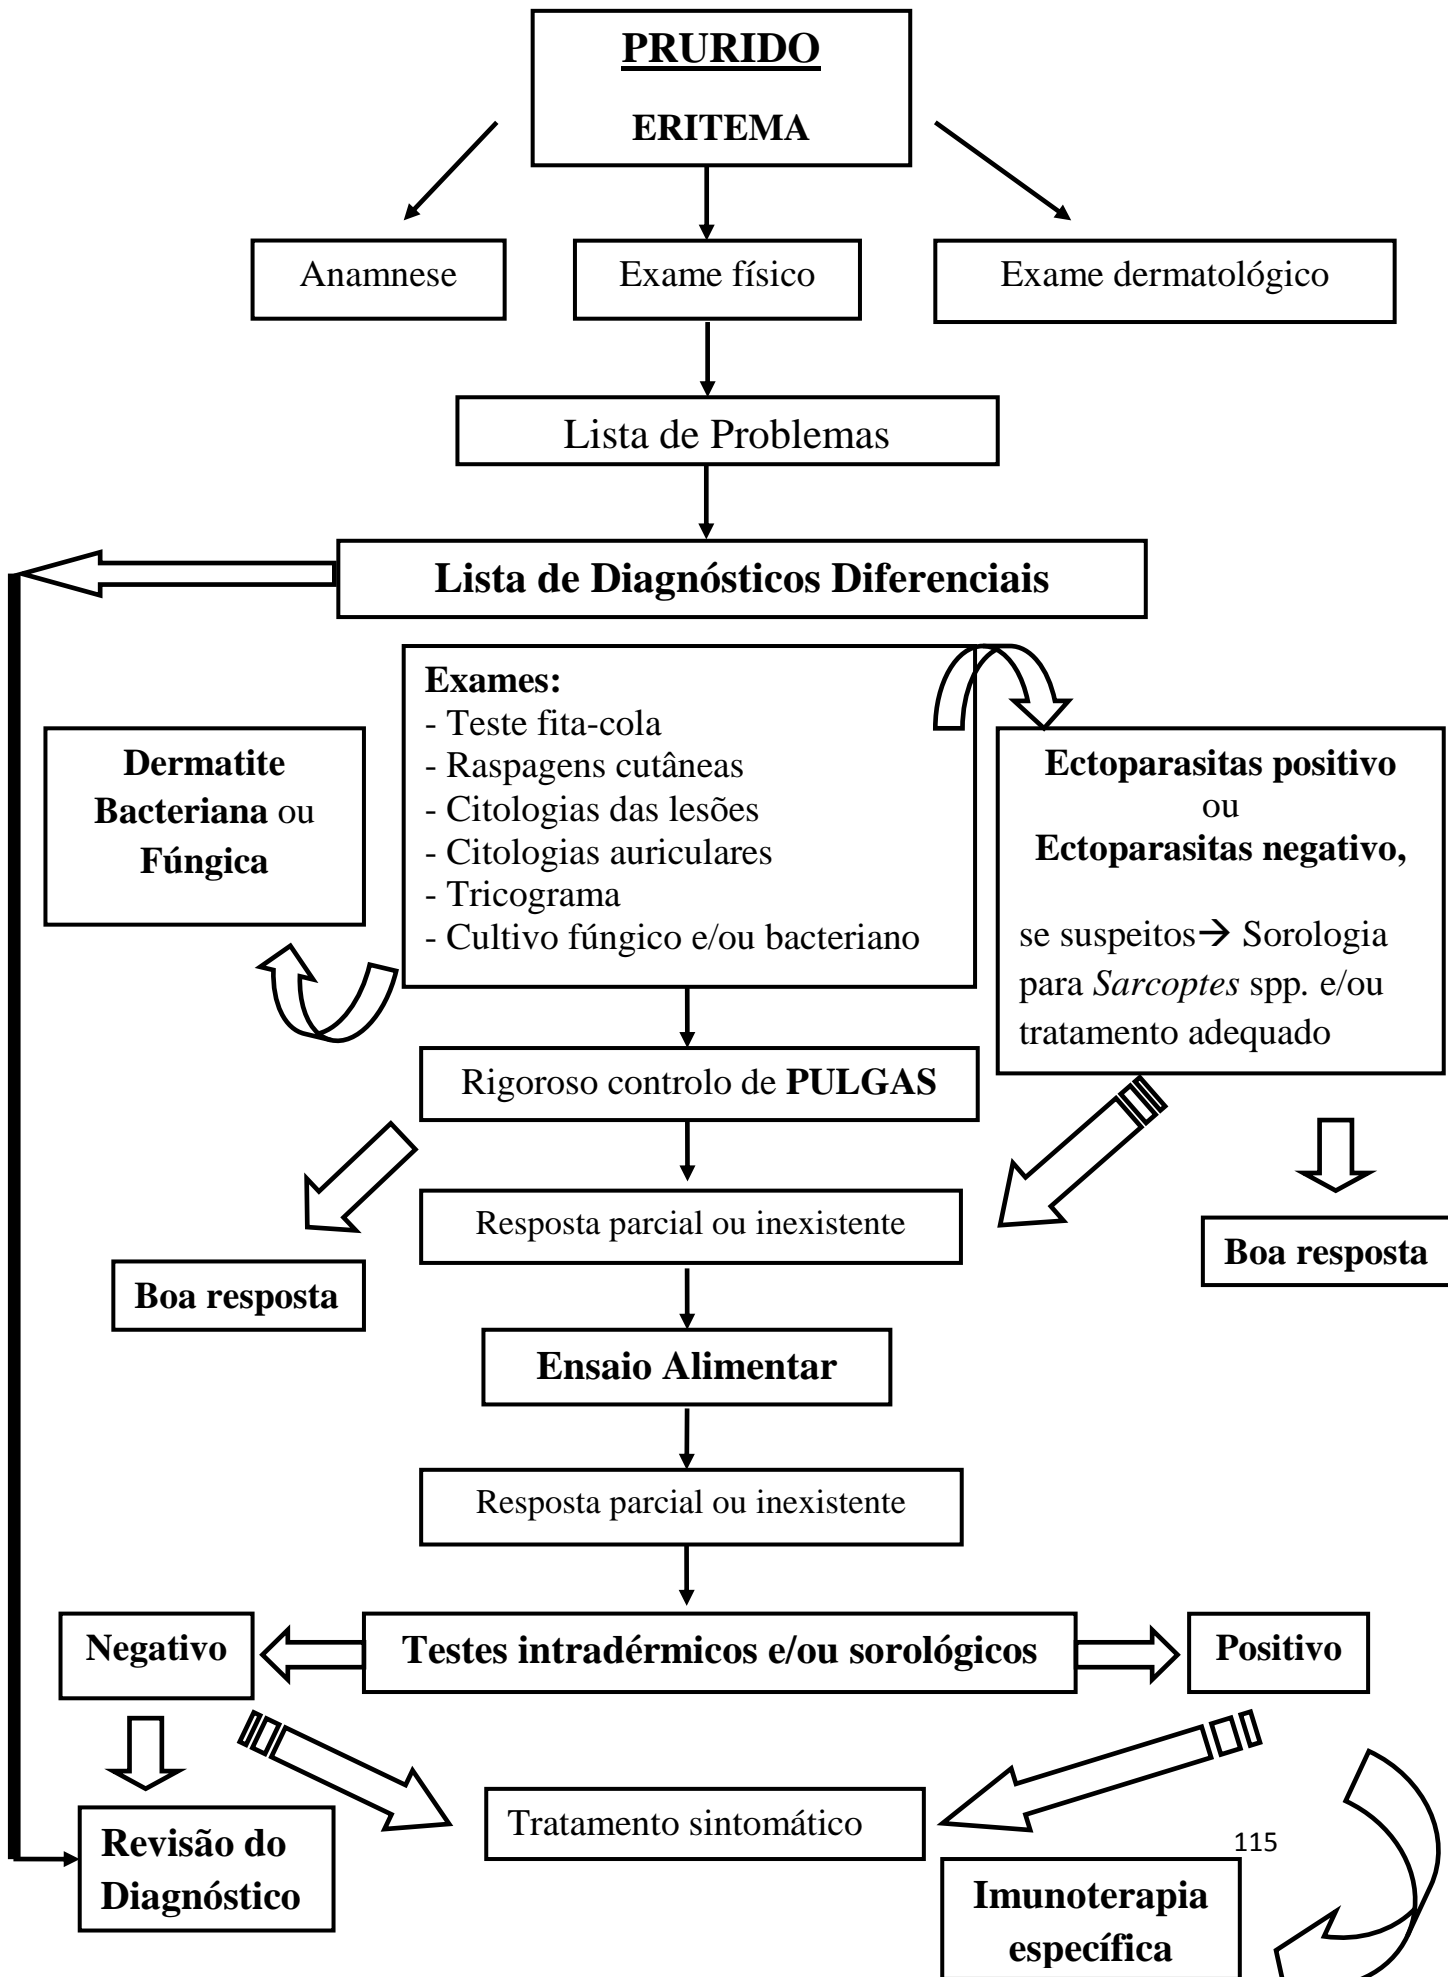 PRURIDO
ERITEMA
Anamnese
Exame físico
Exame dermatológico
Lista de Problemas
Lista de Diagnósticos Diferenciais
Exames:
- Teste fita-cola
- Raspagens cutâneas
- Citologias das lesões
- Citologias auriculares
- Tricograma
- Cultivo fúngico e/ou bacteriano
Dermatite
Bacteriana ou
Fúngica
Ectoparasitas positivo
ou
Ectoparasitas negativo,
se suspeitos→ Sorologia
para Sarcoptes spp. e/ou
tratamento adequado
Rigoroso controlo de PULGAS
Resposta parcial ou inexistente
Boa resposta
Boa resposta
Ensaio Alimentar
Resposta parcial ou inexistente
Negativo
Testes intradérmicos e/ou sorológicos
Positivo
Tratamento sintomático
Revisão do
Diagnóstico
115
Imunoterapia
específica